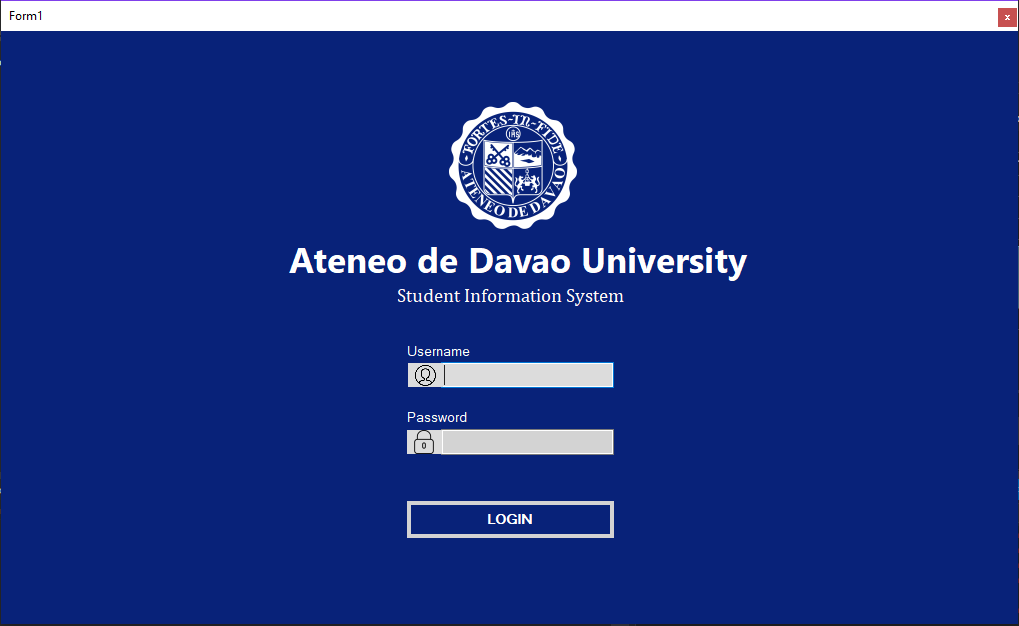 Form1
x
FORTES-IN-FIDE
IHS
ATENEO DE DAVAO
Ateneo de Davao University
Student Information System
Username
Password
LOGIN